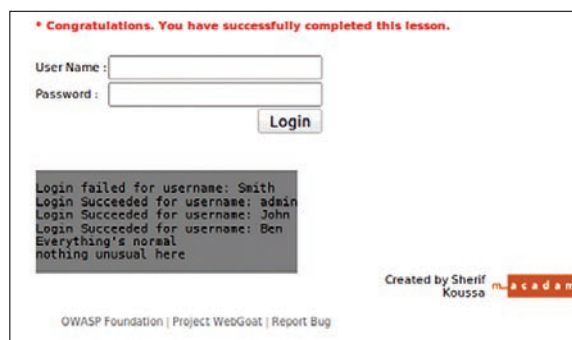 * Congratulations. You have successfully completed this lesson.
User Name :
Password :
Login
Login failed for username: Smith
Login Succeeded for username: admin
Login Succeeded for username: John
Login Succeeded for username: Ben
Everything's normal
nothing unusual here
Created by Sherif
Koussa
macadam
OWASP Foundation | Project WebGoat | Report Bug